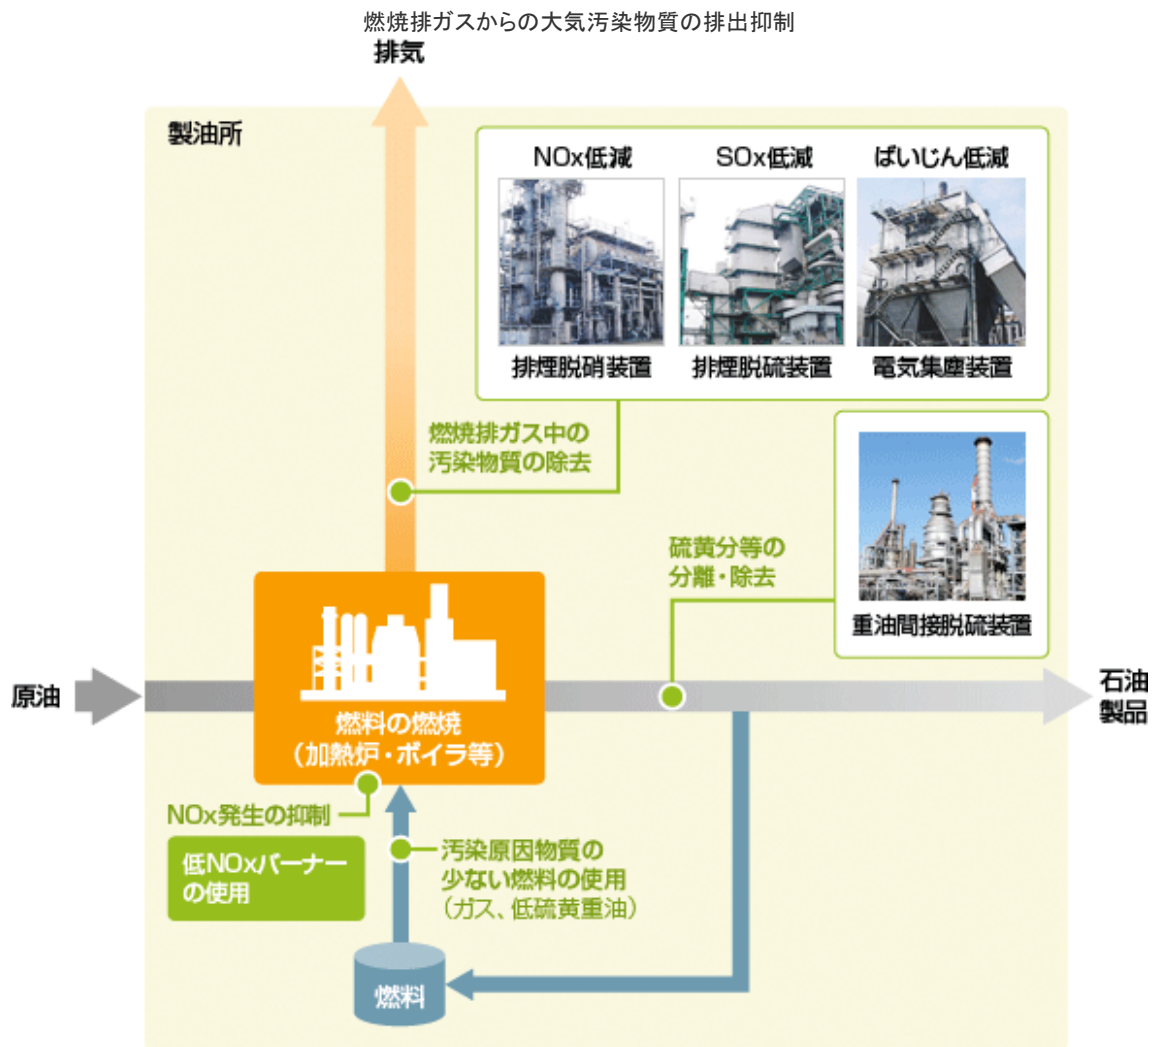 燃焼排ガスからの大気汚染物質の排出抑制
排気
製油所
NOx低減
SOx低減
ばいじん低減
排煙脱硝装置
排煙脱硫装置
電気集塵装置
燃焼排ガス中の
汚染物質の除去
硫黄分等の
分離・除去
重油間接脱硫装置
原油
石油
製品
燃料の燃焼
（加熱炉・ボイラ等）
NOx発生の抑制
低NOxバーナー
の使用
汚染原因物質の
少ない燃料の使用
（ガス、低硫黄重油）
燃料